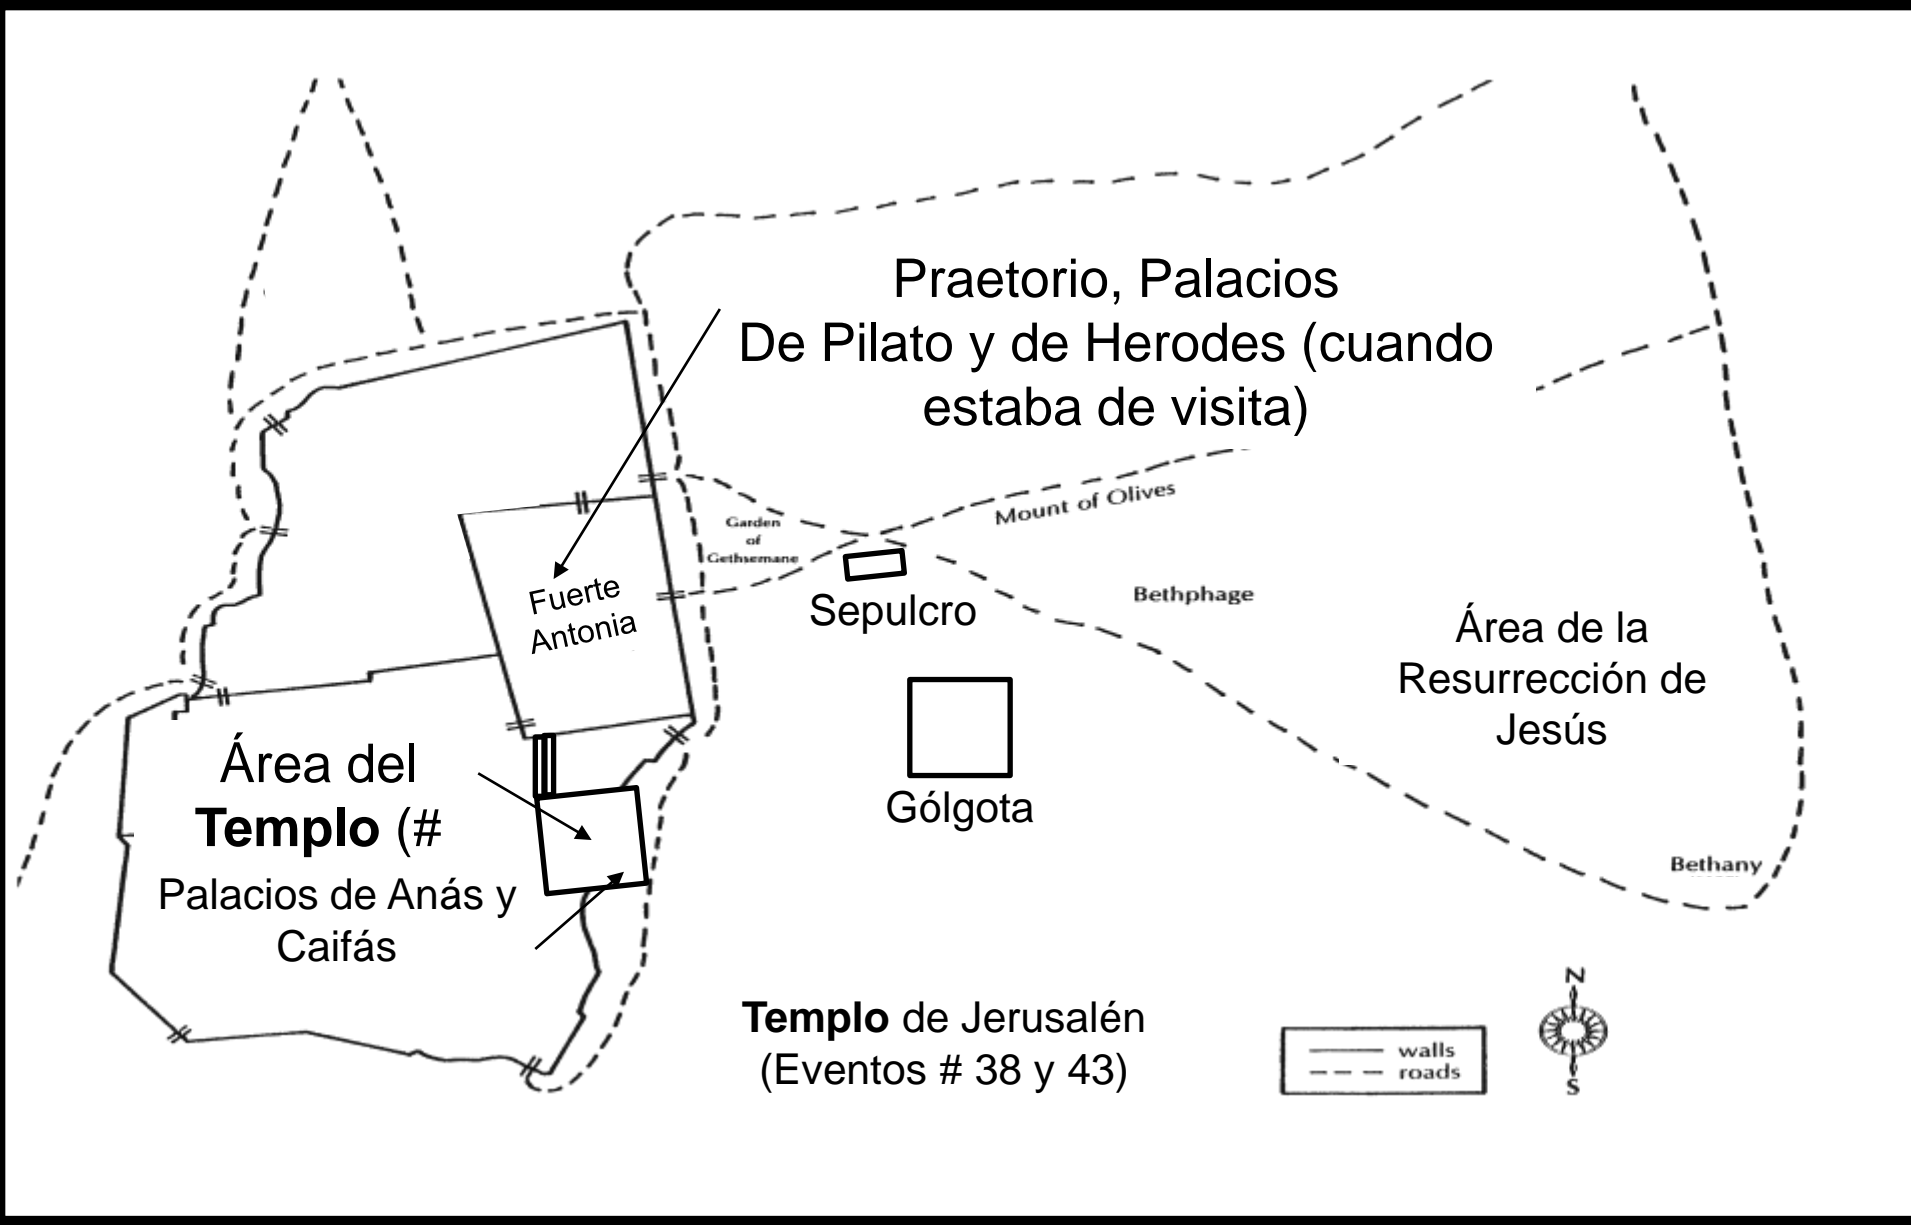 Praetorio, Palacios
De Pilato y de Herodes (cuando
estaba de visita)
Mount of Olives
Garden
of
Gethsemane
Fuerte
Antonia
Sepulcro
Bethphage
Área de la
Resurrección de
Jesús
Área del
Templo (#
Palacios de Anás y
Caifás
Gólgota
Bethany
Templo de Jerusalén
(Eventos # 38 y 43)
walls
roads
N
S